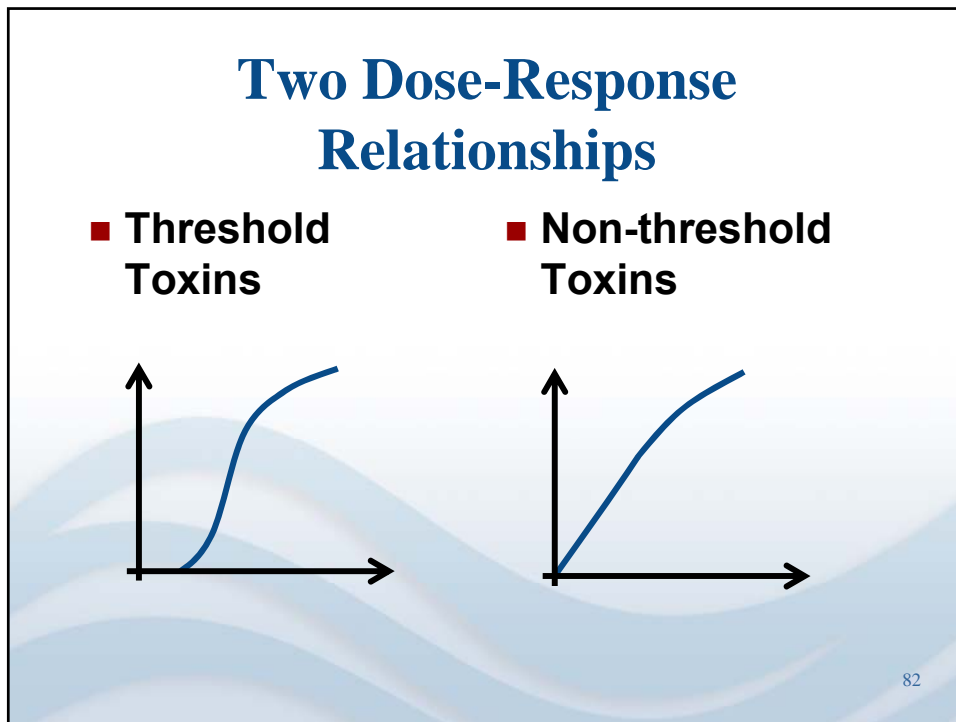 Two Dose-Response
Relationships
■ Threshold
Toxins
■ Non-threshold
Toxins
82